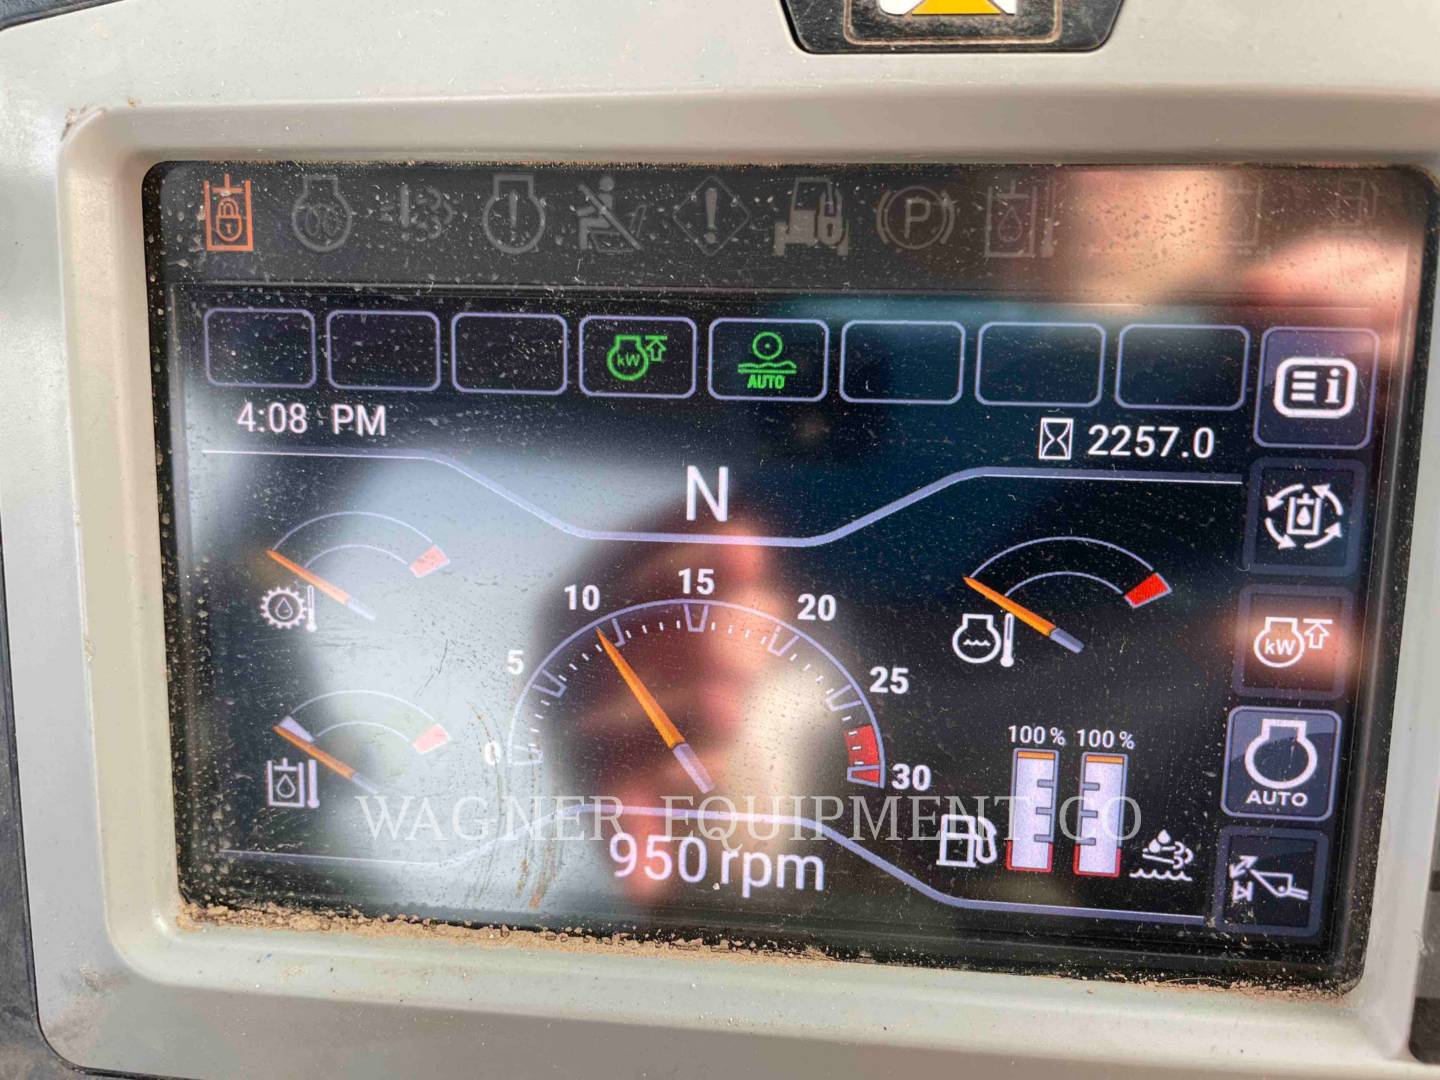 P
kW
AUTO
4:08 PM
2257.0
N
0 5 10 15 20 25 30
kW
100 % 100 %
AUTO
WAGNER EQUIPMENT CO
950 rpm